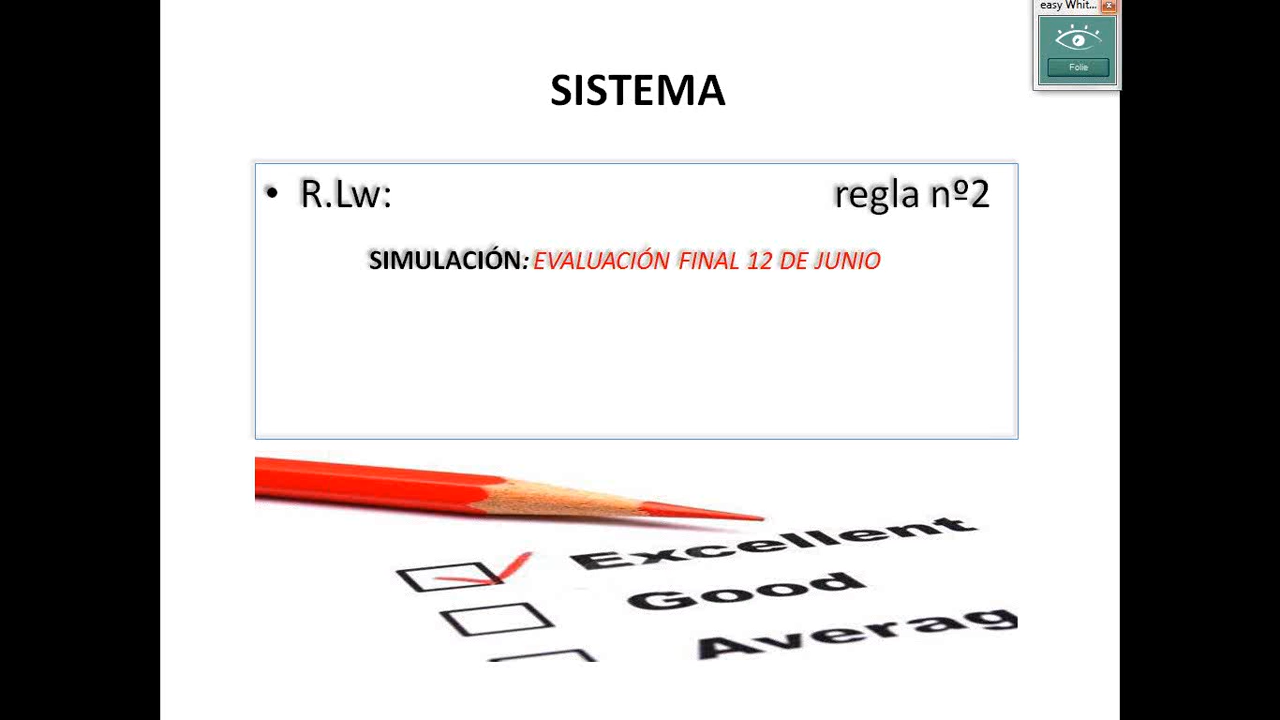 easy Whit...
Folie
SISTEMA
• R.Lw: regla nº2
SIMULACIÓN: EVALUACIÓN FINAL 12 DE JUNIO
Excellent
Good
Averag